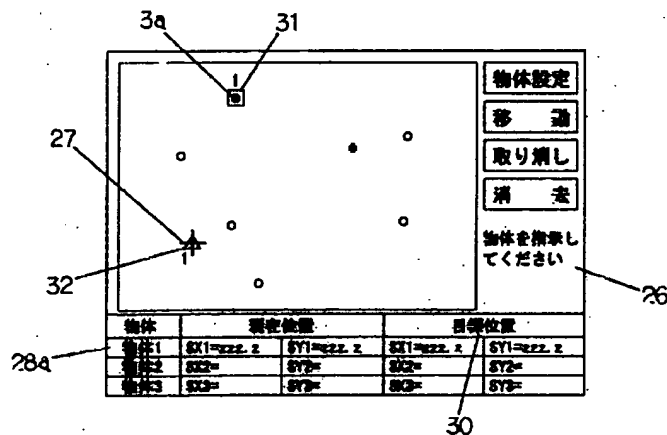 3a
31
1
物体設定
移 動
取り消し
消 去
27
物体を指示し
てください
1
32
26
物体 現在位置 目標位置
28a
物体1 SX1=zzz.z SY1=zzz.z SX1=zzz.z SY1=zzz.z
物体2 SX2= SY2= SX2= SY2=
物体3 SX3= SY3= SX3= SY3=
30